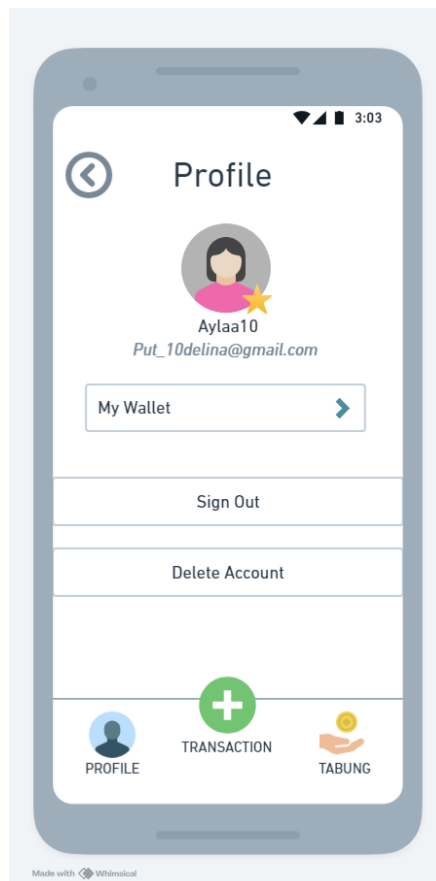 3:03
Profile
Aylaa10
Put_10delina@gmail.com
My Wallet
Sign Out
Delete Account
TRANSACTION
PROFILE
TABUNG
Made with Whimsical